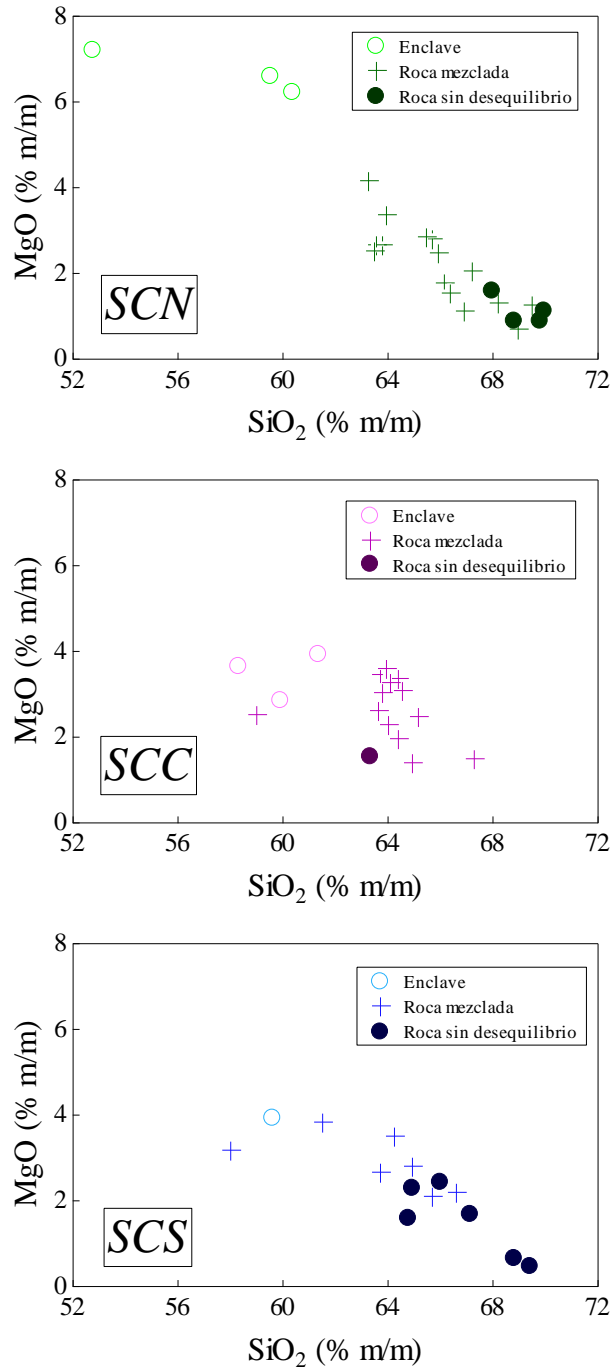 8
Enclave
Roca mezclada
Roca sin desequilibrio
6
4
2
0
MgO (% m/m)
SCN
52 56 60 64 68 72
SiO₂ (% m/m)
8
Enclave
Roca mezclada
Roca sin desequilibrio
6
4
2
0
MgO (% m/m)
SCC
52 56 60 64 68 72
SiO₂ (% m/m)
8
Enclave
Roca mezclada
Roca sin desequilibrio
6
4
2
0
MgO (% m/m)
SCS
52 56 60 64 68 72
SiO₂ (% m/m)